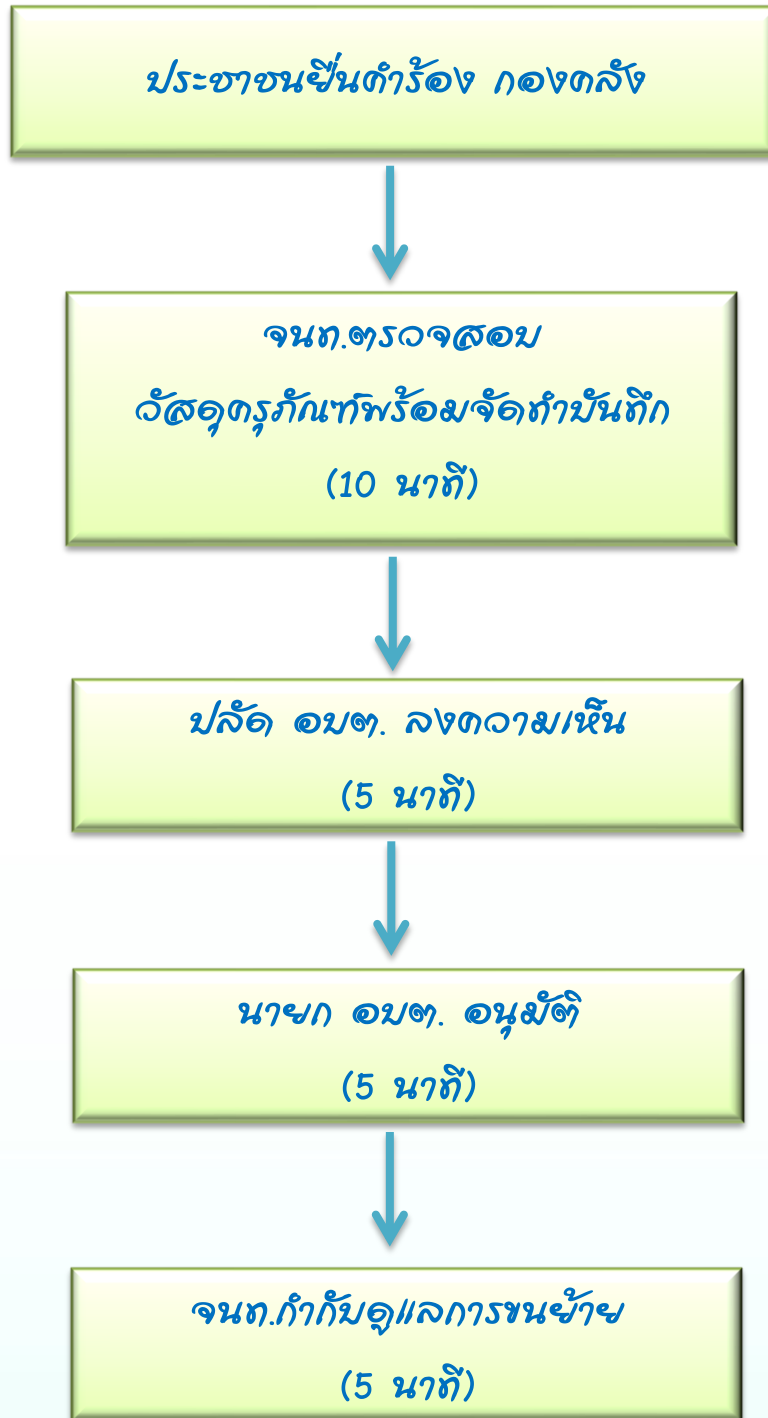 ประชาชนยื่นคำร้อง กองคลัง
จนท.ตรวจสอบ
วัสดุครุภัณฑ์พร้อมจัดทำบันทึก
(10 นาที)
ปลัด อบต. ลงความเห็น
(5 นาที)
นายก อบต. อนุมัติ
(5 นาที)
จนท.กำกับดูแลการขนย้าย
(5 นาที)